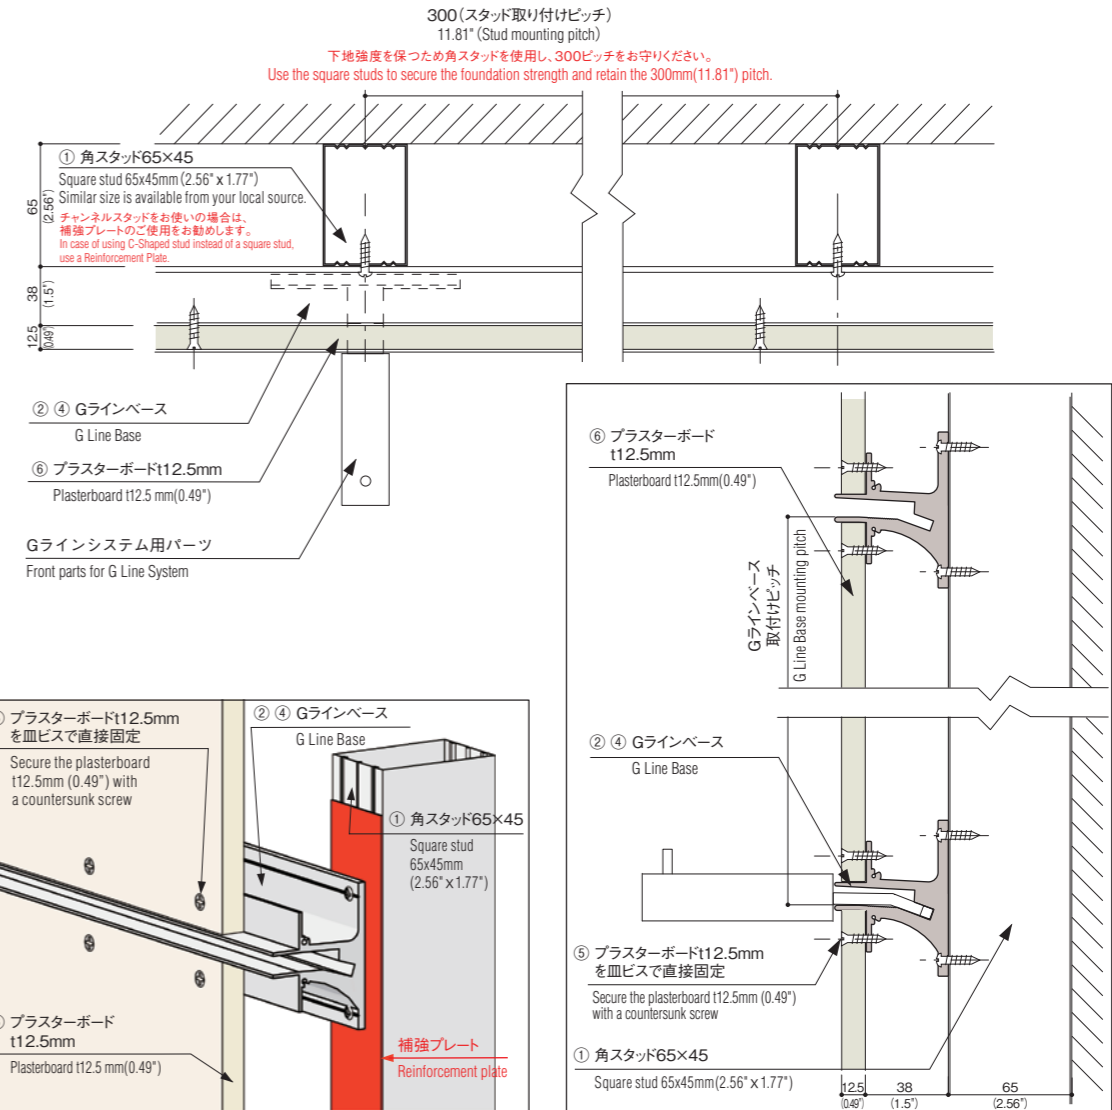 300(スタッド取り付けピッチ)
11.81" (Stud mounting pitch)
下地強度を保つため角スタッドを使用し、300ピッチをお守りください。
Use the square studs to secure the foundation strength and retain the 300mm(11.81") pitch.
① 角スタッド65×45
Square stud 65x45mm (2.56" x 1.77")
Similar size is available from your local source.
チャンネルスタッドをお使いの場合は、
補強プレートのご使用をお勧めします。
In case of using C-Shaped stud instead of a square stud,
use a Reinforcement Plate.
65
(2.56")
38
(1.5")
12.5
(0.49")
② ④ Gラインベース
G Line Base
⑥ プラスターボードt12.5mm
Plasterboard t12.5 mm(0.49")
Gラインシステム用パーツ
Front parts for G Line System
⑥ プラスターボード
t12.5mm
Plasterboard t12.5mm(0.49")
Gラインベース
取付けピッチ
G Line Base mounting pitch
② ④ Gラインベース
G Line Base
⑤ プラスターボードt12.5mm
を皿ビスで直接固定
Secure the plasterboard t12.5mm (0.49")
with a countersunk screw
① 角スタッド65×45
Square stud 65x45mm(2.56" x 1.77")
12.5
(0.49")
38
(1.5")
65
(2.56")
プラスターボードt12.5mm
を皿ビスで直接固定
Secure the plasterboard
t12.5mm (0.49") with
a countersunk screw
② ④ Gラインベース
G Line Base
① 角スタッド65×45
Square stud
65x45mm
(2.56" x 1.77")
プラスターボード
t12.5mm
Plasterboard t12.5 mm(0.49")
補強プレート
Reinforcement plate